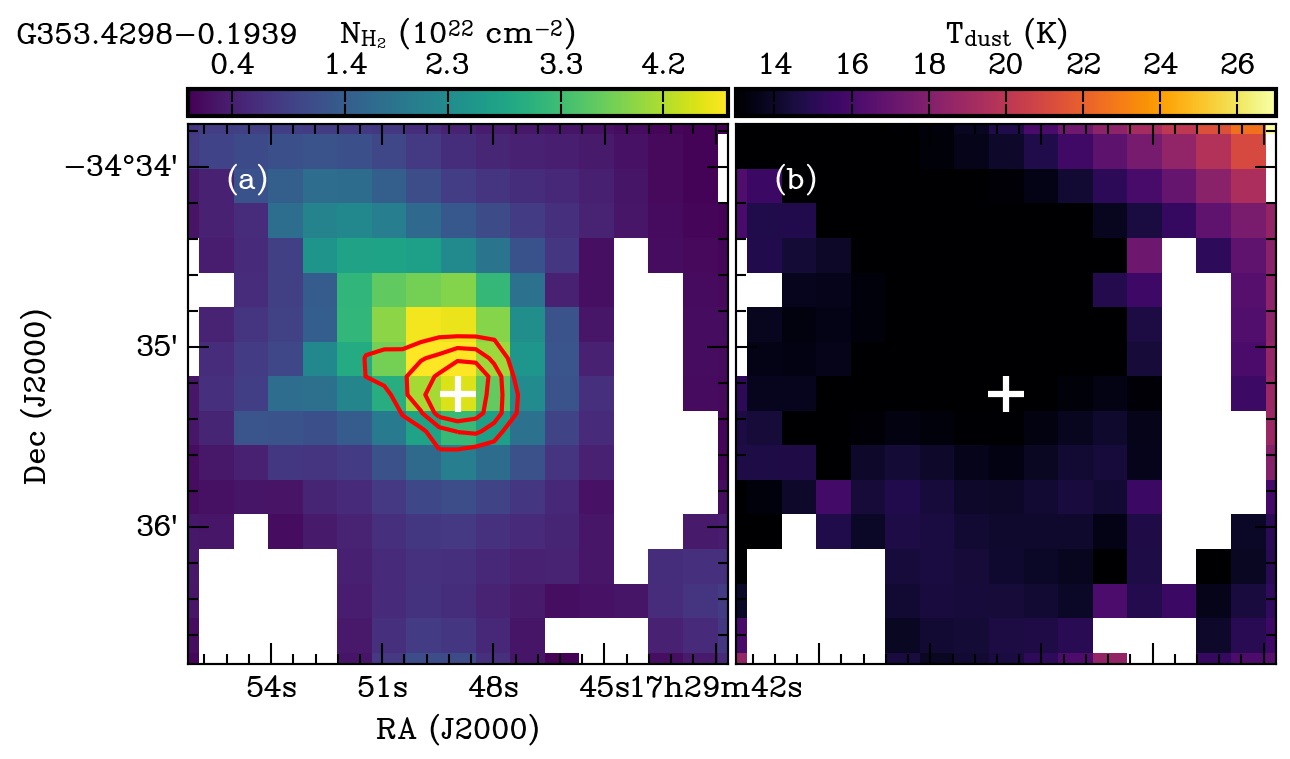 G353.4298−0.1939 N_H₂ (10²² cm⁻²) T_dust (K)
0.4 1.4 2.3 3.3 4.2 14 16 18 20 22 24 26
(a) (b)
−34°34'
35'
36'
Dec (J2000)
54s 51s 48s 45s 17h29m42s
RA (J2000)